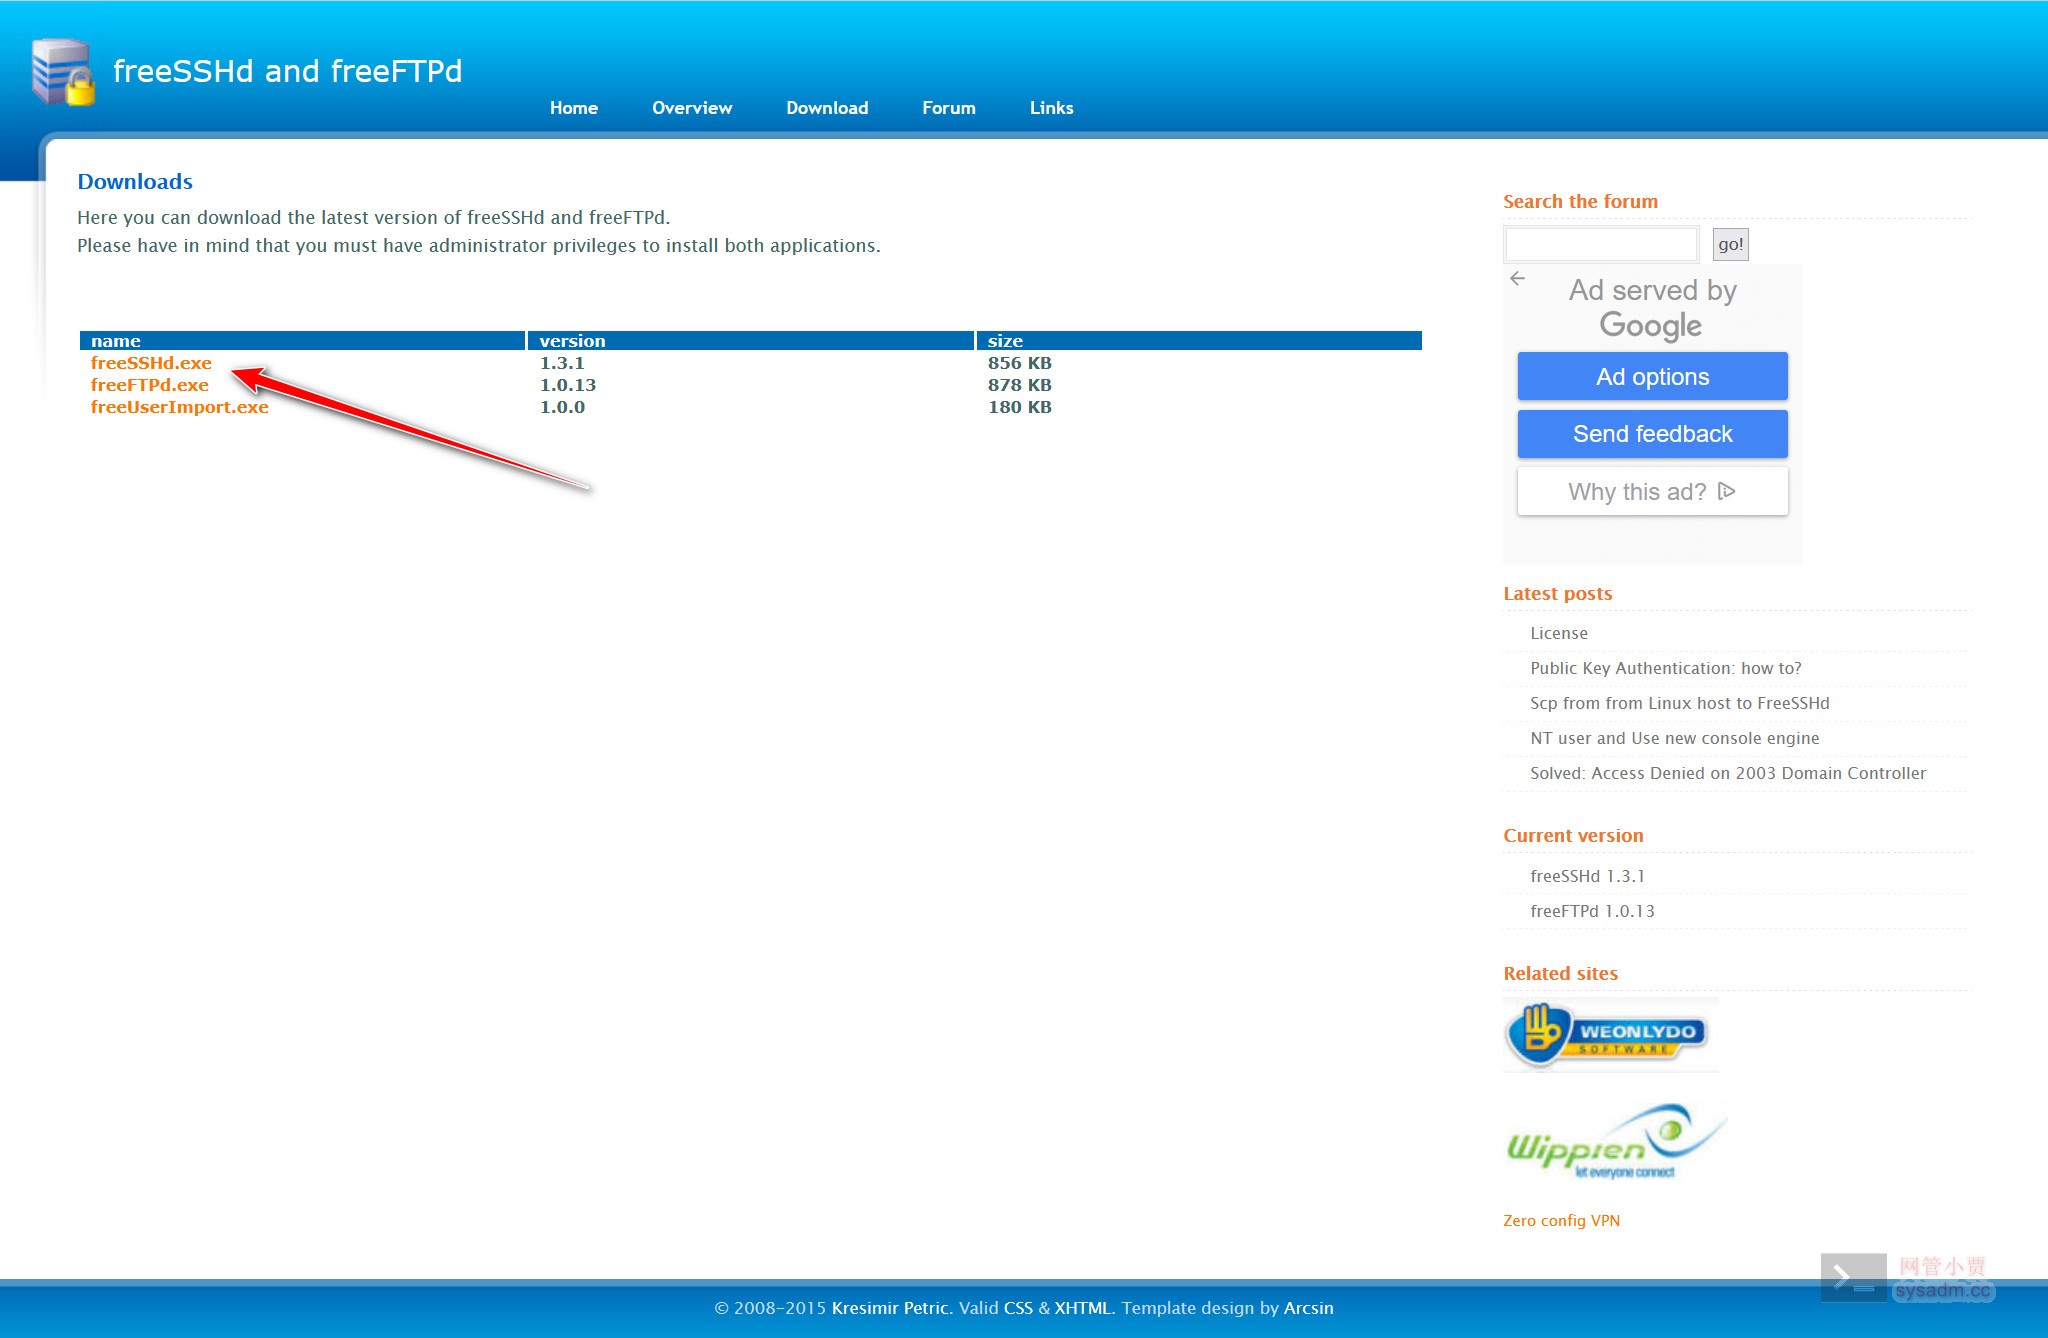 freeSSHd and freeFTPd
Home Overview Download Forum Links
Downloads
Here you can download the latest version of freeSSHd and freeFTPd.
Please have in mind that you must have administrator privileges to install both applications.
name version size
freeSSHd.exe 1.3.1 856 KB
freeFTPd.exe 1.0.13 878 KB
freeUserImport.exe 1.0.0 180 KB
Search the forum
go!
Ad served by
Google
Ad options
Send feedback
Why this ad?
Latest posts
License
Public Key Authentication: how to?
Scp from from Linux host to FreeSSHd
NT user and Use new console engine
Solved: Access Denied on 2003 Domain Controller
Current version
freeSSHd 1.3.1
freeFTPd 1.0.13
Related sites
WEONLYDO
SOFTWARE
Wippien
let everyone connect
Zero config VPN
网管小贾
sysadm.cc
© 2008-2015 Kresimir Petric. Valid CSS & XHTML. Template design by Arcsin